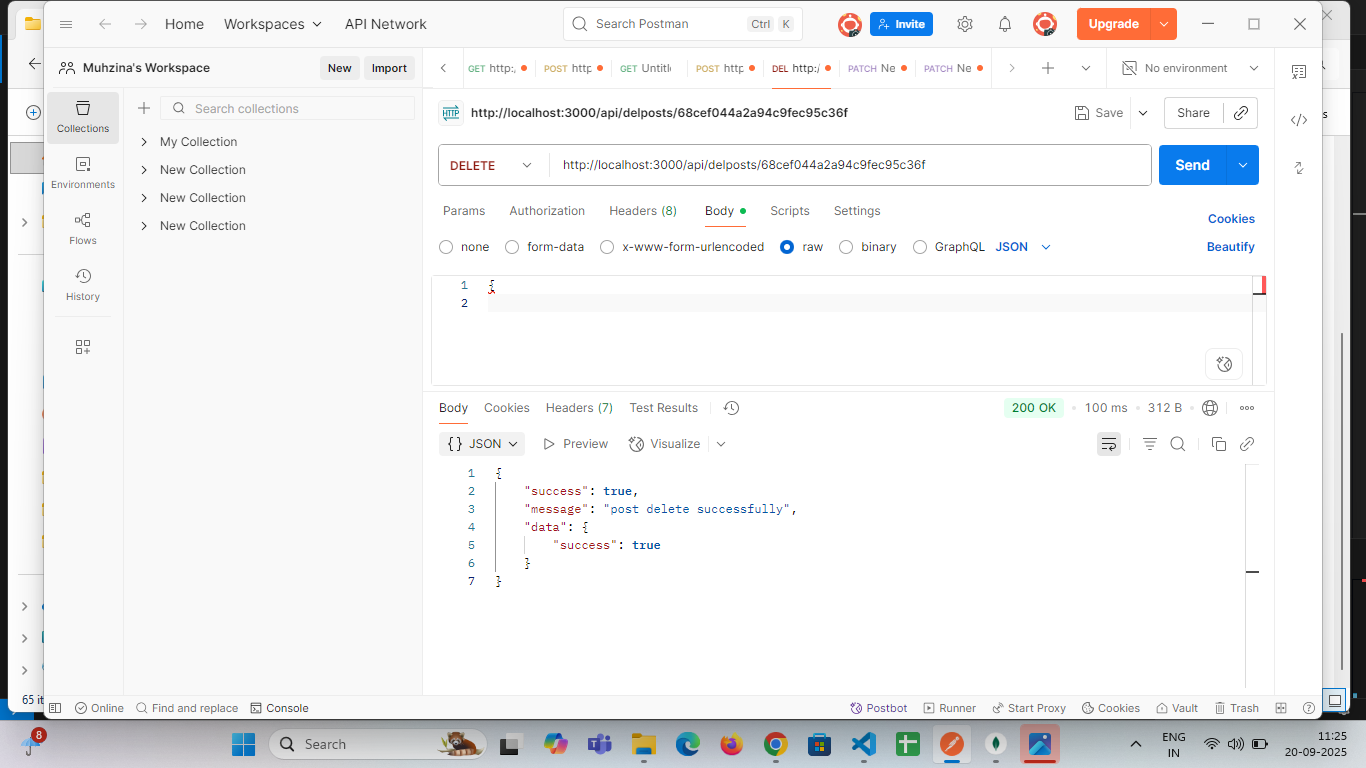 Home
Workspaces
API Network
Search Postman
Ctrl K
Invite
Upgrade
Muhzina's Workspace
New
Import
GET http:/
POST http
GET Untitle
POST http
DEL http:/
PATCH Ne
PATCH Ne
No environment
Collections
Environments
Flows
History
Search collections
My Collection
New Collection
New Collection
New Collection
http://localhost:3000/api/delposts/68cef044a2a94c9fec95c36f
Save
Share
DELETE
http://localhost:3000/api/delposts/68cef044a2a94c9fec95c36f
Send
Params
Authorization
Headers (8)
Body
Scripts
Settings
Cookies
none
form-data
x-www-form-urlencoded
raw
binary
GraphQL
JSON
Beautify
1 {
2
Body
Cookies
Headers (7)
Test Results
200 OK
100 ms
312 B
{} JSON
Preview
Visualize
1 {
2 "success": true,
3 "message": "post delete successfully",
4 "data": {
5 "success": true
6 }
7 }
65 it
Online
Find and replace
Console
Postbot
Runner
Start Proxy
Cookies
Vault
Trash
8
Search
ENG
IN
11:25
20-09-2025